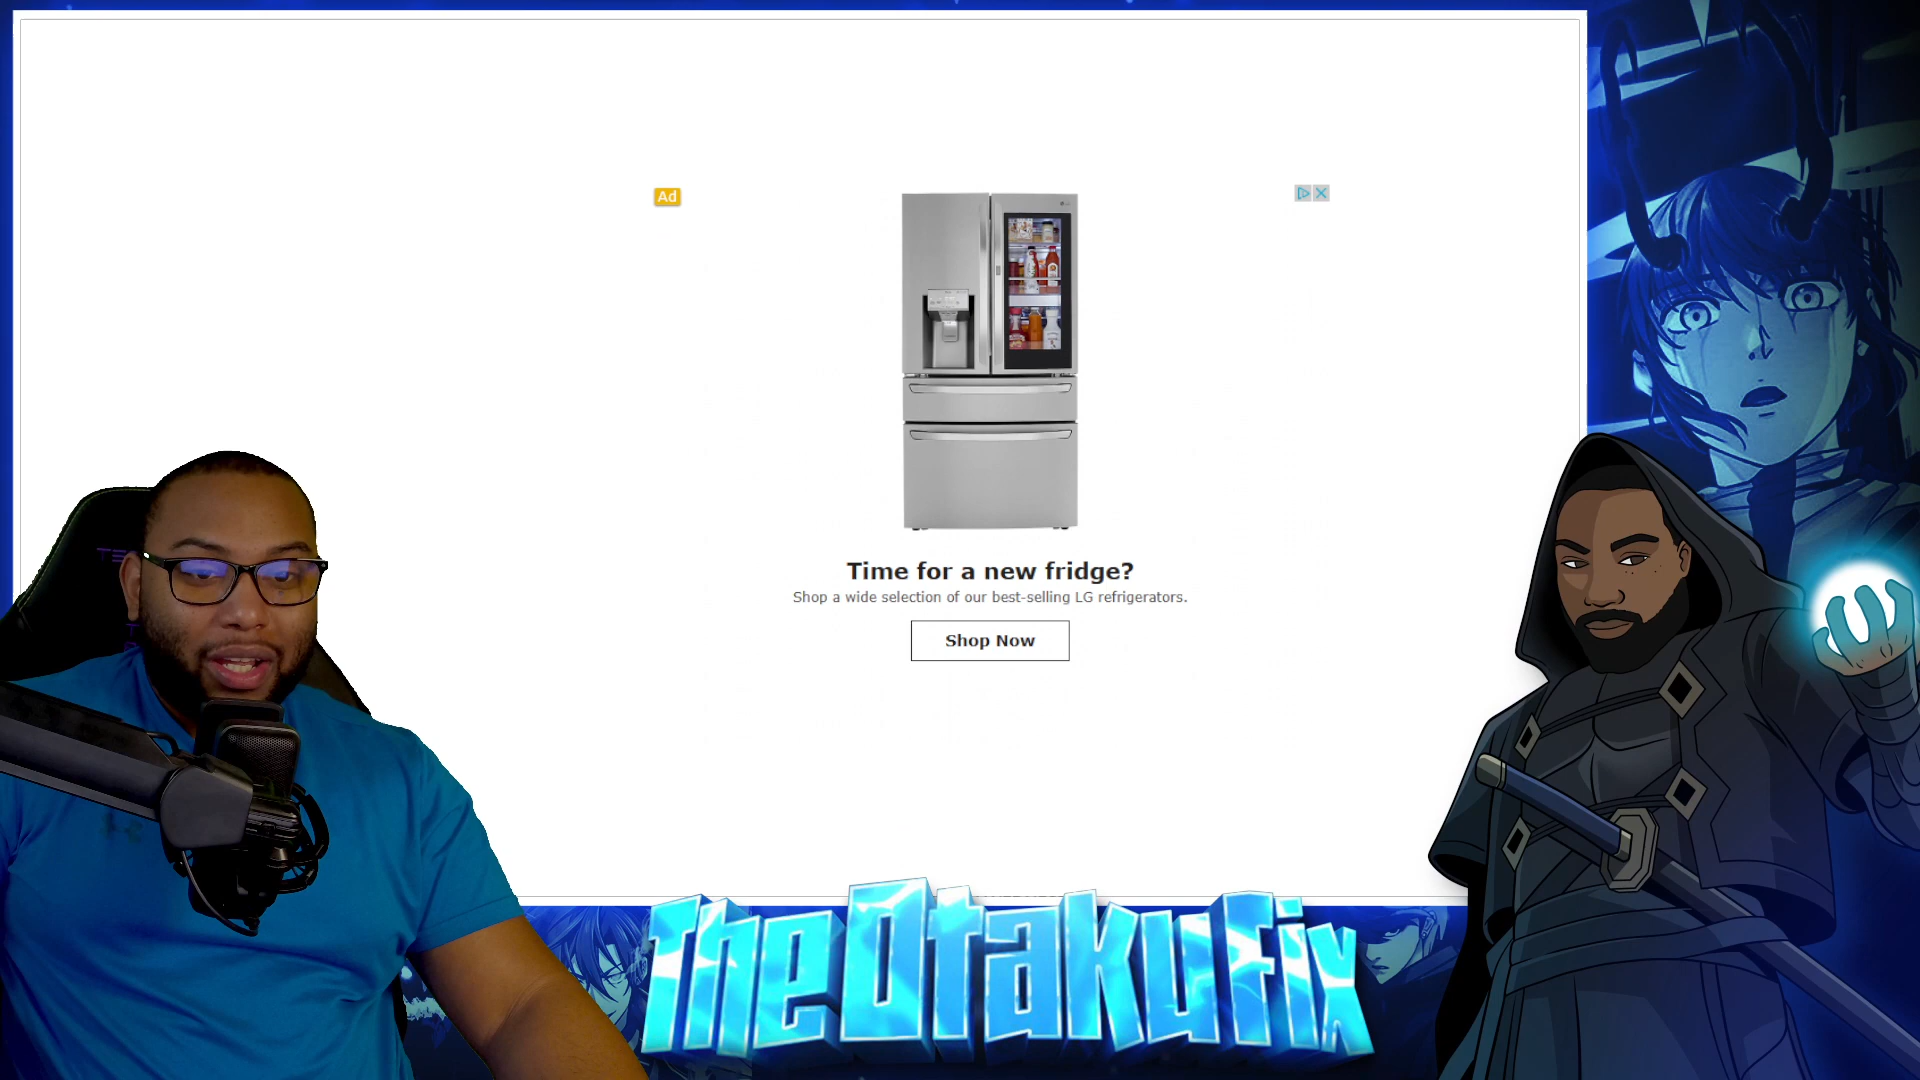 Ad
Time for a new fridge?
Shop a wide selection of our best-selling LG refrigerators.
Shop Now
TheOtakuFix